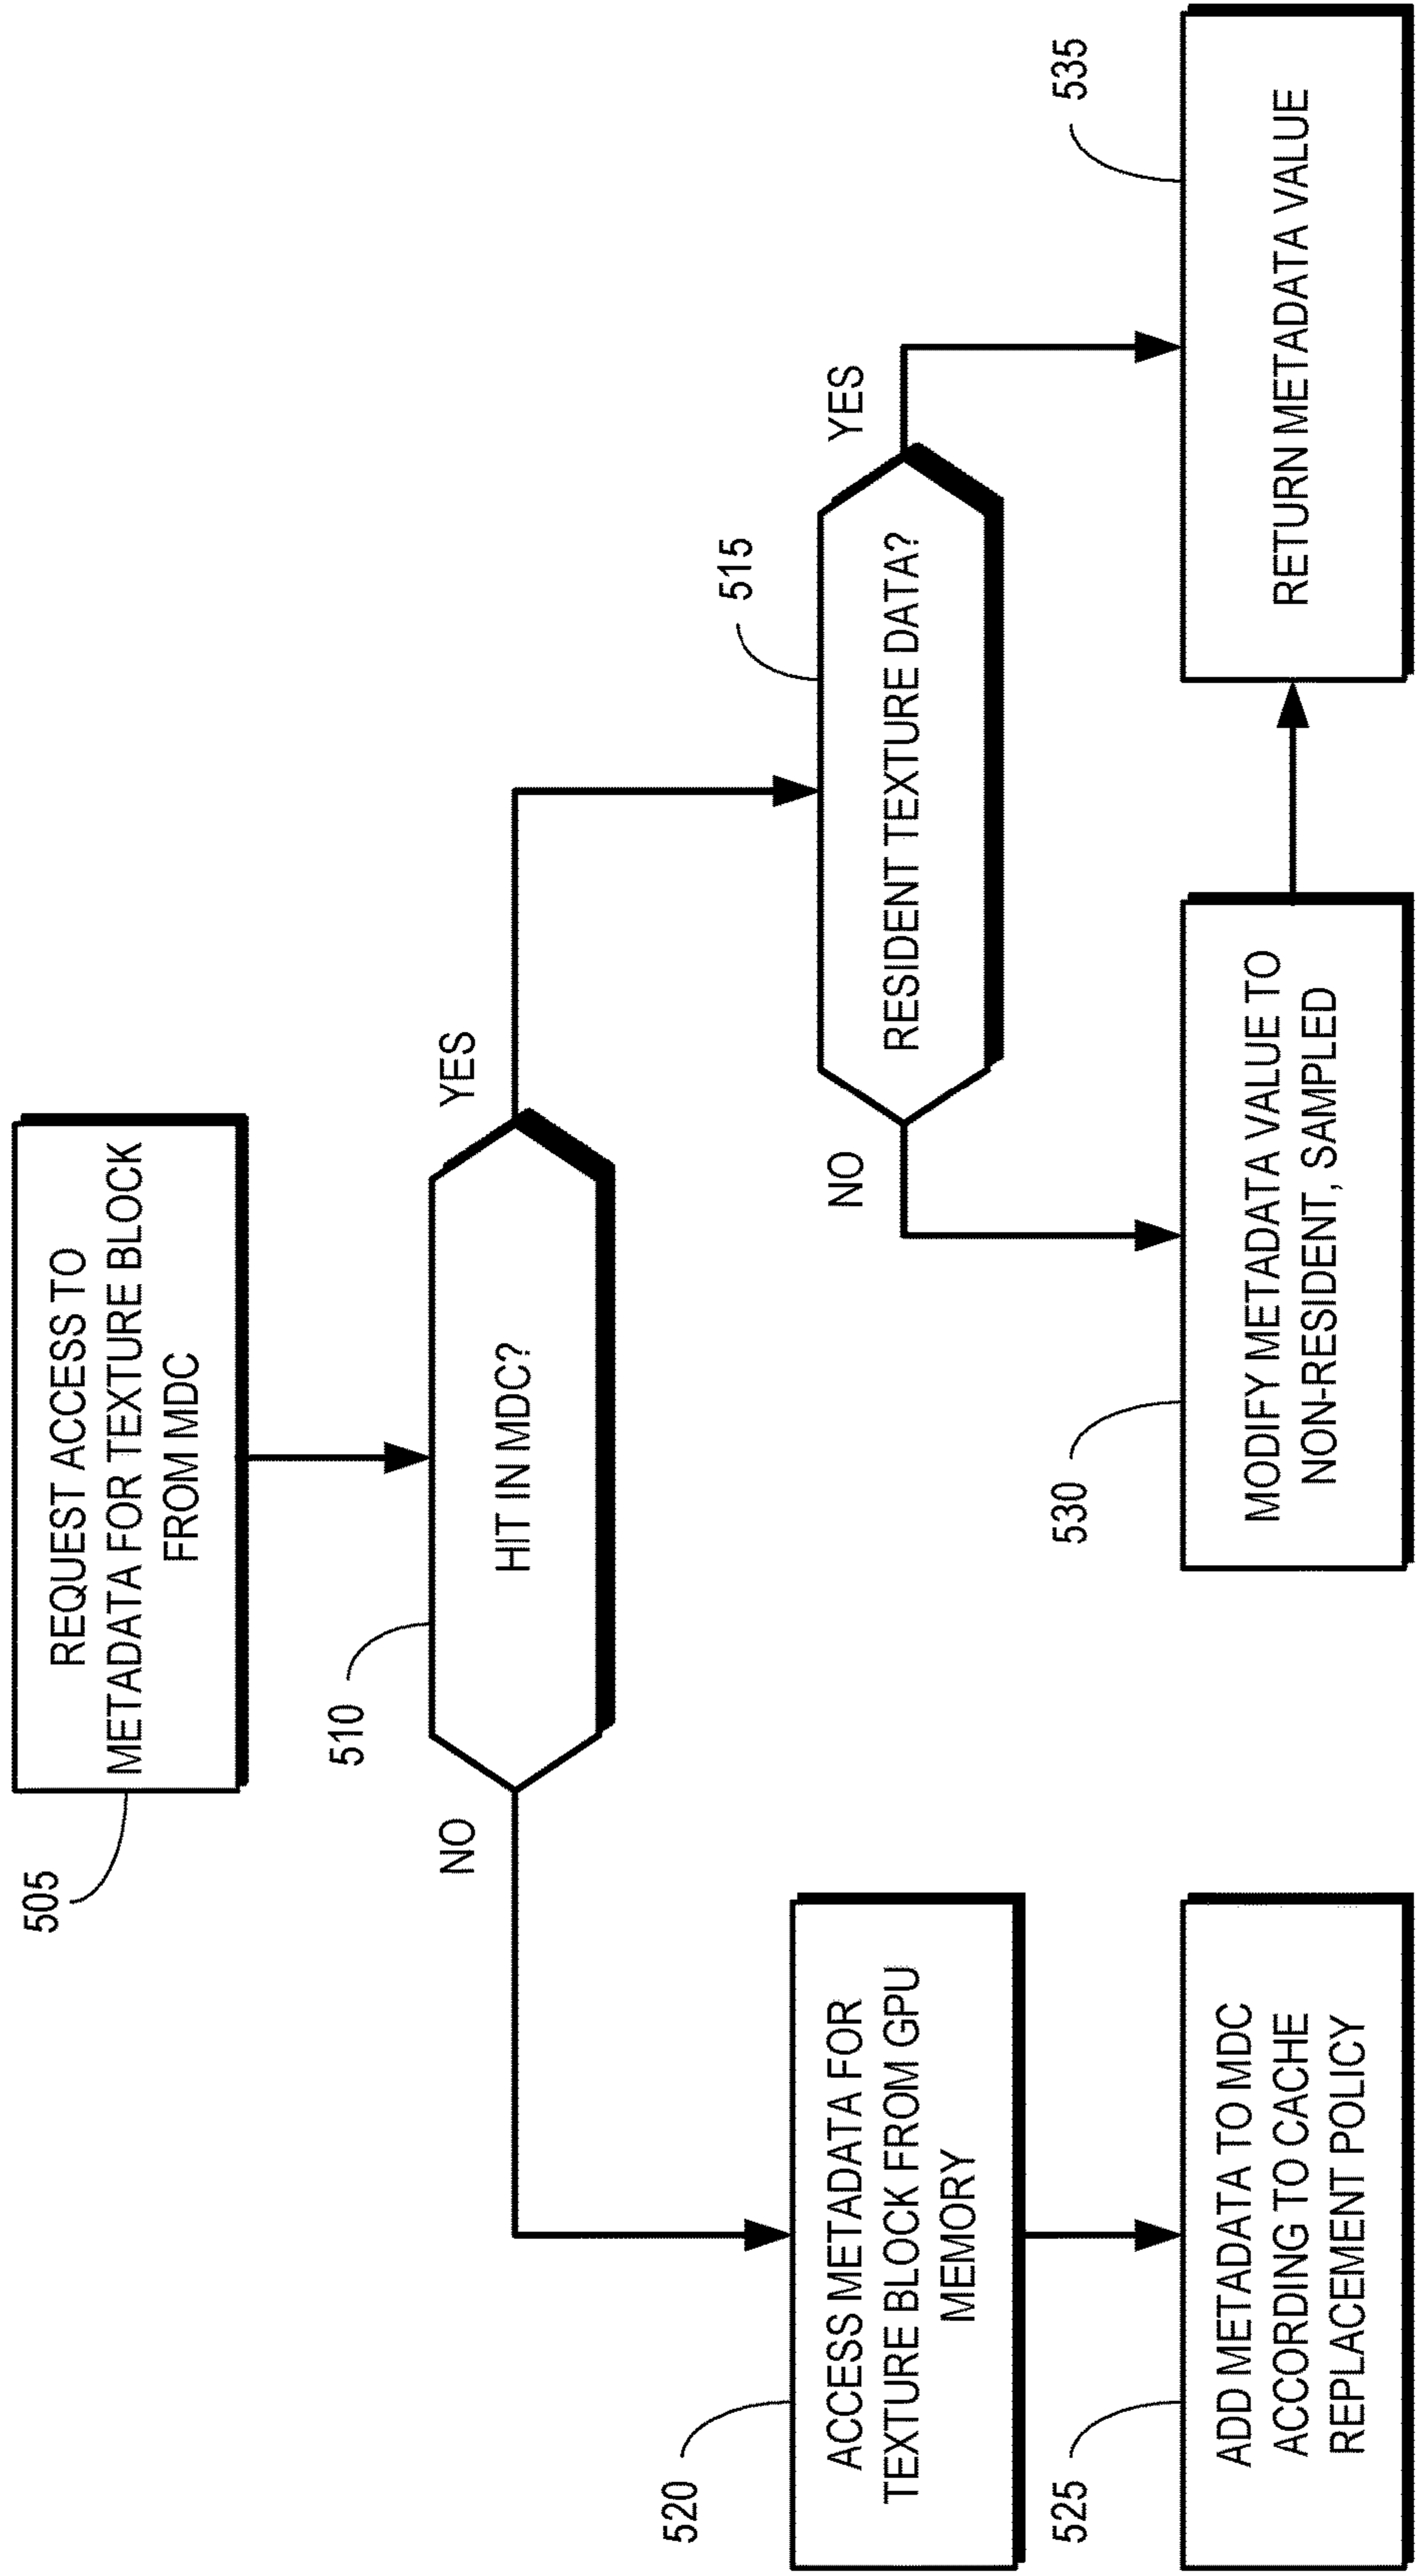 505
REQUEST ACCESS TO
METADATA FOR TEXTURE BLOCK
FROM MDC
510
HIT IN MDC?
NO
YES
515
RESIDENT TEXTURE DATA?
NO
YES
520
ACCESS METADATA FOR
TEXTURE BLOCK FROM GPU
MEMORY
525
ADD METADATA TO MDC
ACCORDING TO CACHE
REPLACEMENT POLICY
530
MODIFY METADATA VALUE TO
NON-RESIDENT, SAMPLED
535
RETURN METADATA VALUE